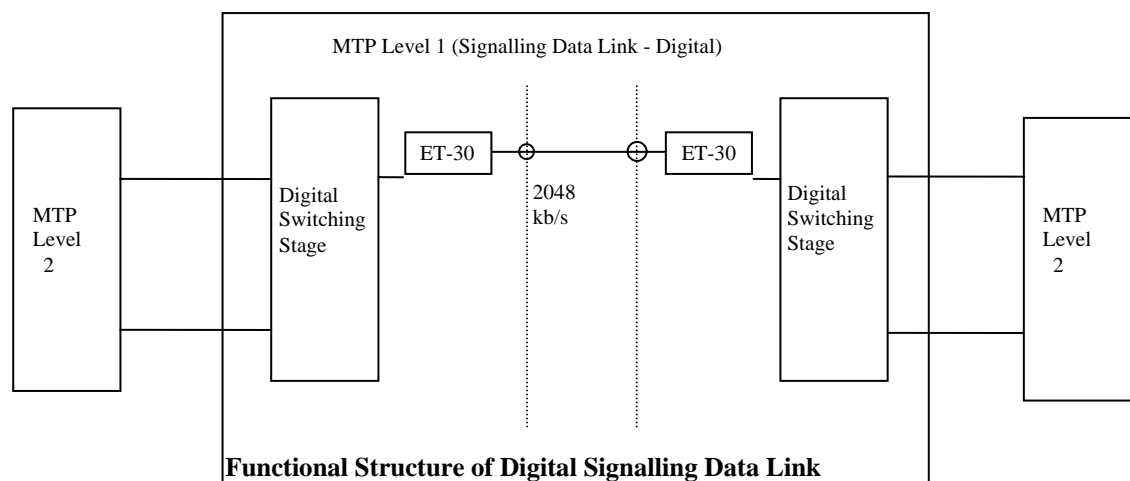 MTP Level 1 (Signalling Data Link - Digital)
MTP
Level
2
Digital
Switching
Stage
ET-30
2048
kb/s
ET-30
Digital
Switching
Stage
MTP
Level
2
Functional Structure of Digital Signalling Data Link